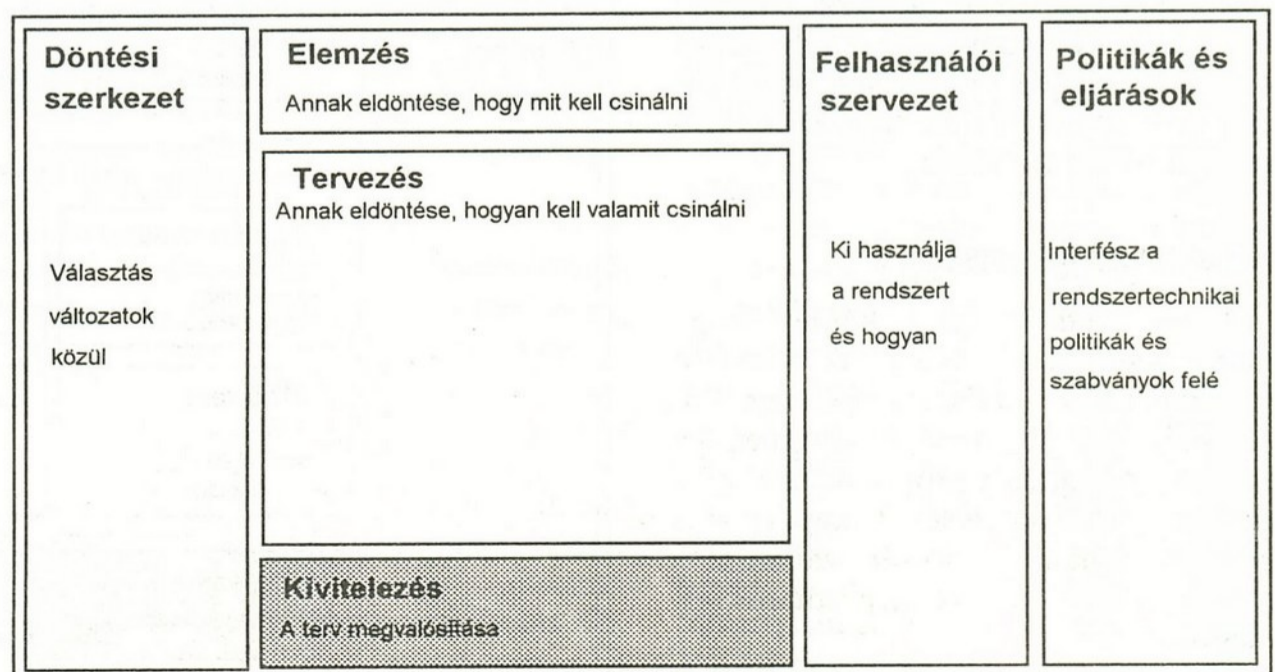 Döntési
szerkezet
Választás
változatok
közül
Elemzés
Annak eldöntése, hogy mit kell csinálni
Tervezés
Annak eldöntése, hogyan kell valamit csinálni
Kivitelezés
A terv megvalósítása
Felhasználói
szervezet
Ki használja
a rendszert
és hogyan
Politikák és
eljárások
Interfész a
rendszertechnikai
politikák és
szabványok felé